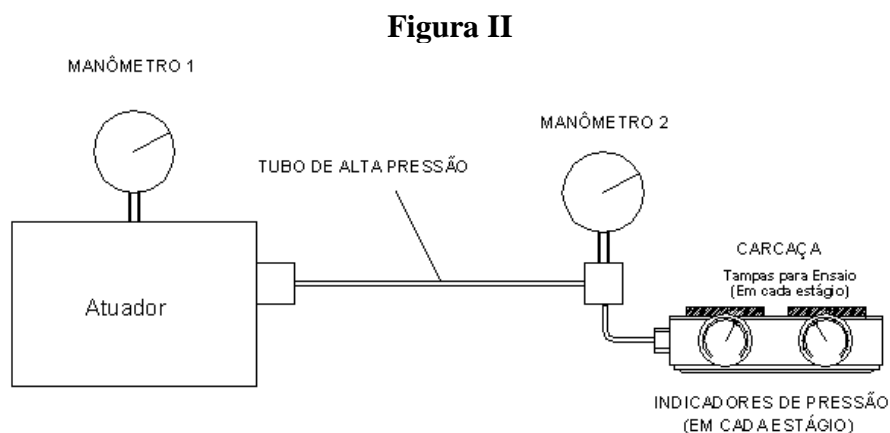 Figura II
MANÔMETRO 1
MANÔMETRO 2
TUBO DE ALTA PRESSÃO
CARCAÇA
Tampas para Ensaio
(Em cada estágio)
Atuador
INDICADORES DE PRESSÃO
(EM CADA ESTÁGIO)